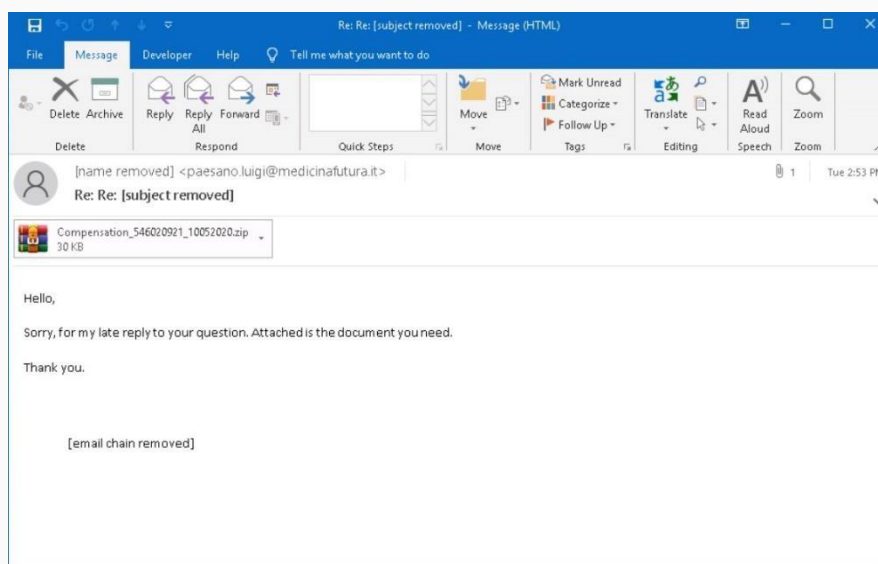 Re: Re: [subject removed] - Message (HTML)
File Message Developer Help Tell me what you want to do
Delete Archive Reply Reply All Forward Move Mark Unread Categorize Follow Up Translate Read Aloud Zoom
Delete Respond Quick Steps Move Tags Editing Speech Zoom
[name removed] <paesano.luigi@medicinafutura.it> 1 Tue 2:53 PM
Re: Re: [subject removed]
Compensation_546020921_10052020.zip
30 KB
Hello,
Sorry, for my late reply to your question. Attached is the document you need.
Thank you.
[email chain removed]